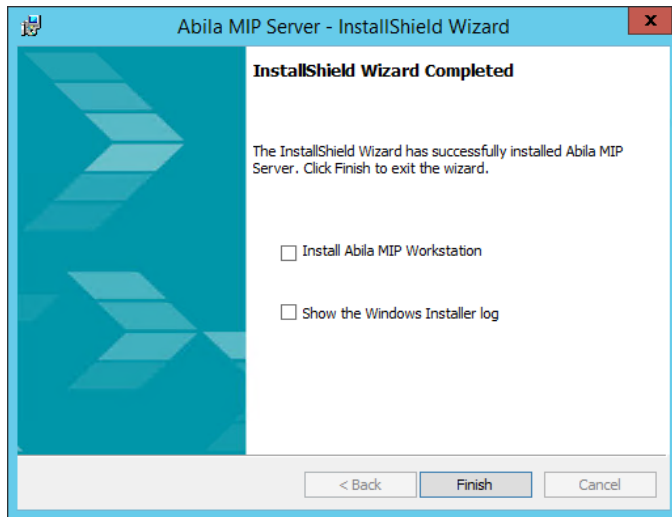 Abila MIP Server - InstallShield Wizard
x
InstallShield Wizard Completed
The InstallShield Wizard has successfully installed Abila MIP
Server. Click Finish to exit the wizard.
Install Abila MIP Workstation
Show the Windows Installer log
< Back
Finish
Cancel